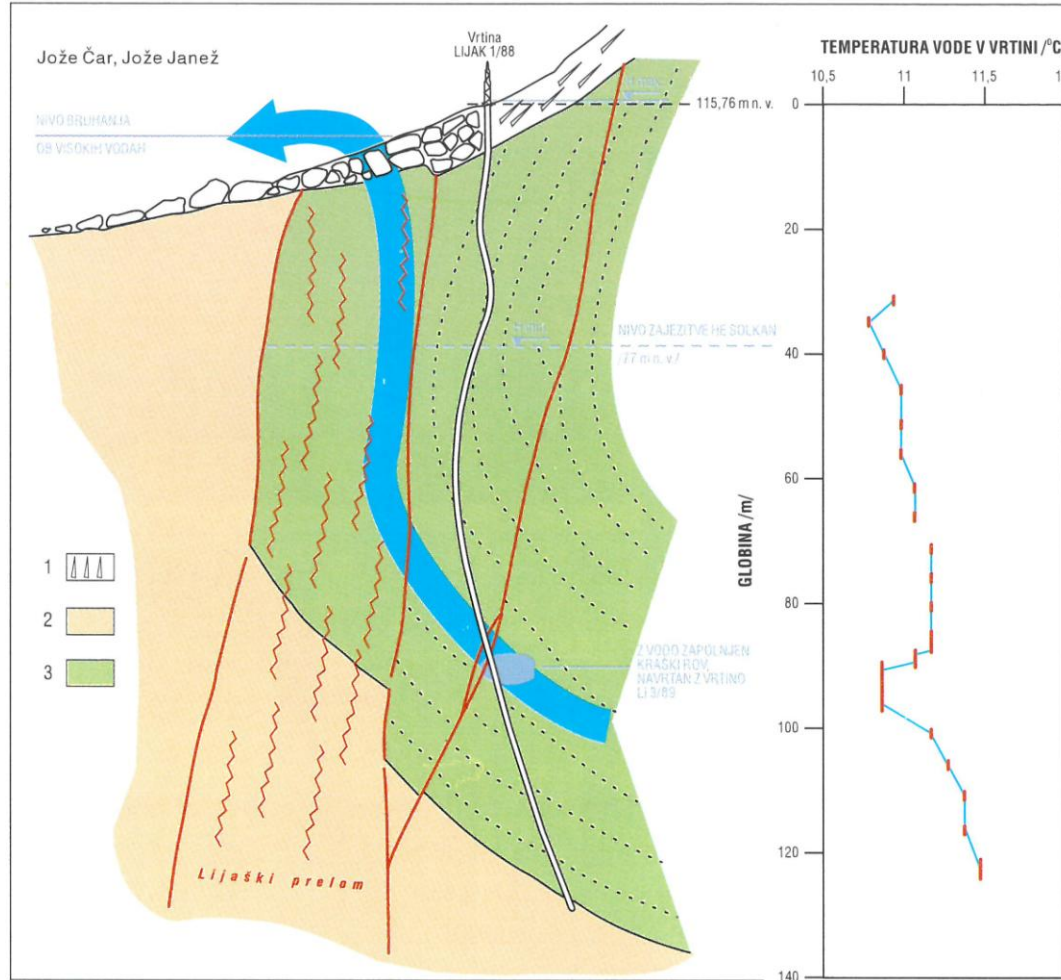 Jože Čar, Jože Janež
Vrtina
LIJAK 1/88
NIVO BRUHANJA
OB VISOKIH VODAH
115,76 m n. v.
NIVO ZAJEZITVE HE SOLKAN
/77 m n. v./
Z VODO ZAPOLNJEN
KRAŠKI ROV,
NAVRTAN Z VRTINO
Li 3/89
1
2
3
Lijaški prelom
TEMPERATURA VODE V VRTINI /°C
10,5 11 11,5
GLOBINA /m/
0
20
40
60
80
100
120
140